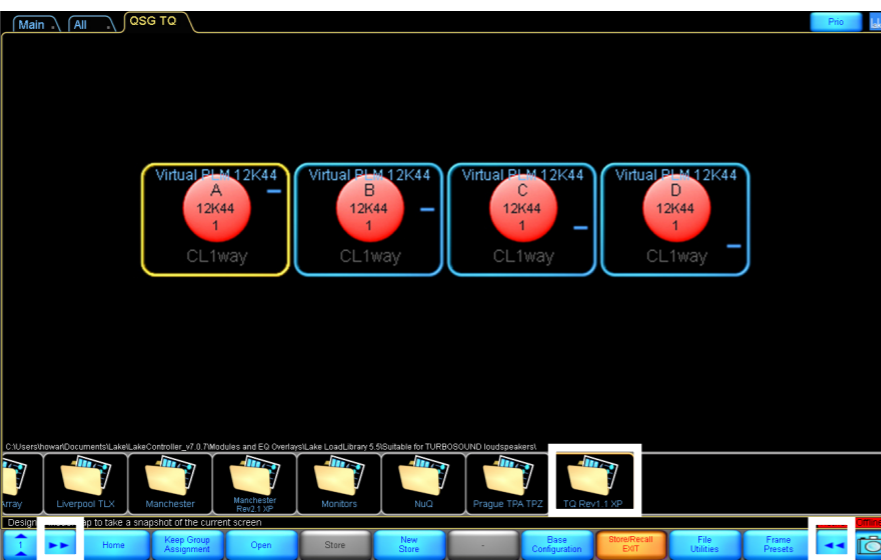 Main
All
QSG TQ
Prio
Virtual PLM 12K44
A
12K44
1
CL1way
Virtual PLM 12K44
B
12K44
1
CL1way
Virtual PLM 12K44
C
12K44
1
CL1way
Virtual PLM 12K44
D
12K44
1
CL1way
C:\Users\howar\Documents\Lake\LakeController_v7.0.7\Modules and EQ Overlays\Lake LoadLibrary 5.5\Suitable for TURBOSOUND loudspeakers\
Array
Liverpool TLX
Manchester
Manchester
Rev2.1 XP
Monitors
NuQ
Prague TPA TPZ
TQ Rev1.1 XP
to take a snapshot of the current screen
Offline
1
Home
Keep Group
Assignment
Open
Store
New
Store
-
Base
Configuration
Store/Recall
EXIT
File
Utilities
Frame
Presets